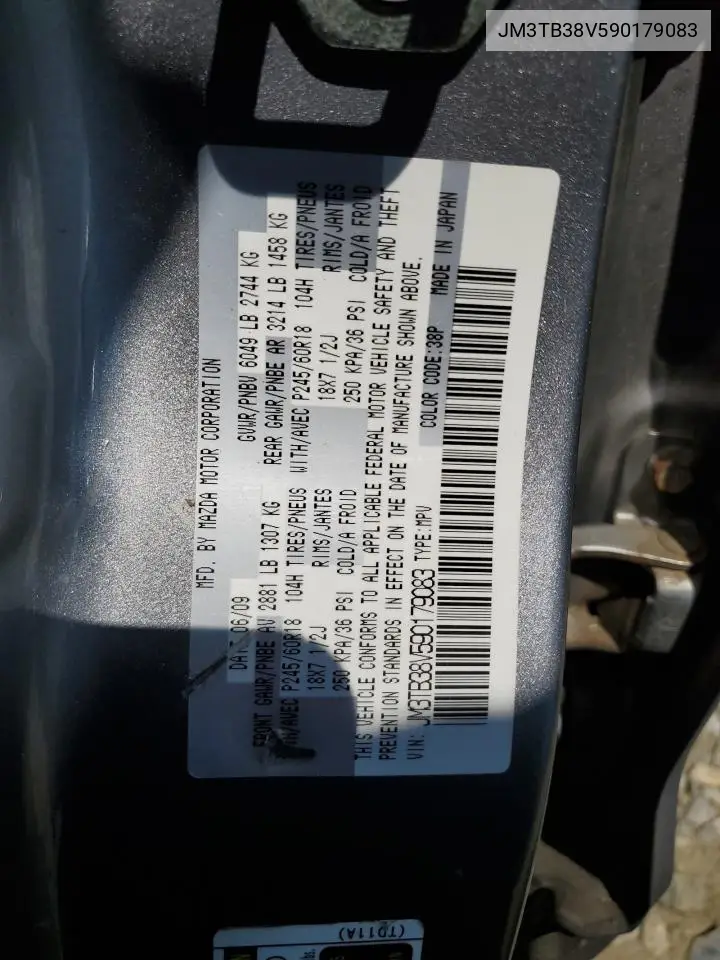 JM3TB38V590179083
MFD. BY MAZDA MOTOR CORPORATION
DATE 06/09 GVWR/PNBV 6049 LB 2744 KG
FRONT GAWR/PNBE AV 2881 LB 1307 KG REAR GAWR/PNBE AR 3214 LB 1458 KG
WITH/AVEC P245/60R18 104H TIRES/PNEUS WITH/AVEC P245/60R18 104H TIRES/PNEUS
18X7 1/2J RIMS/JANTES 18X7 1/2J RIMS/JANTES
250 KPA/36 PSI COLD/A FROID 250 KPA/36 PSI COLD/A FROID
THIS VEHICLE CONFORMS TO ALL APPLICABLE FEDERAL MOTOR VEHICLE SAFETY AND THEFT
PREVENTION STANDARDS IN EFFECT ON THE DATE OF MANUFACTURE SHOWN ABOVE.
VIN: JM3TB38V590179083 TYPE:MPV COLOR CODE:38P MADE IN JAPAN
(TD11A)